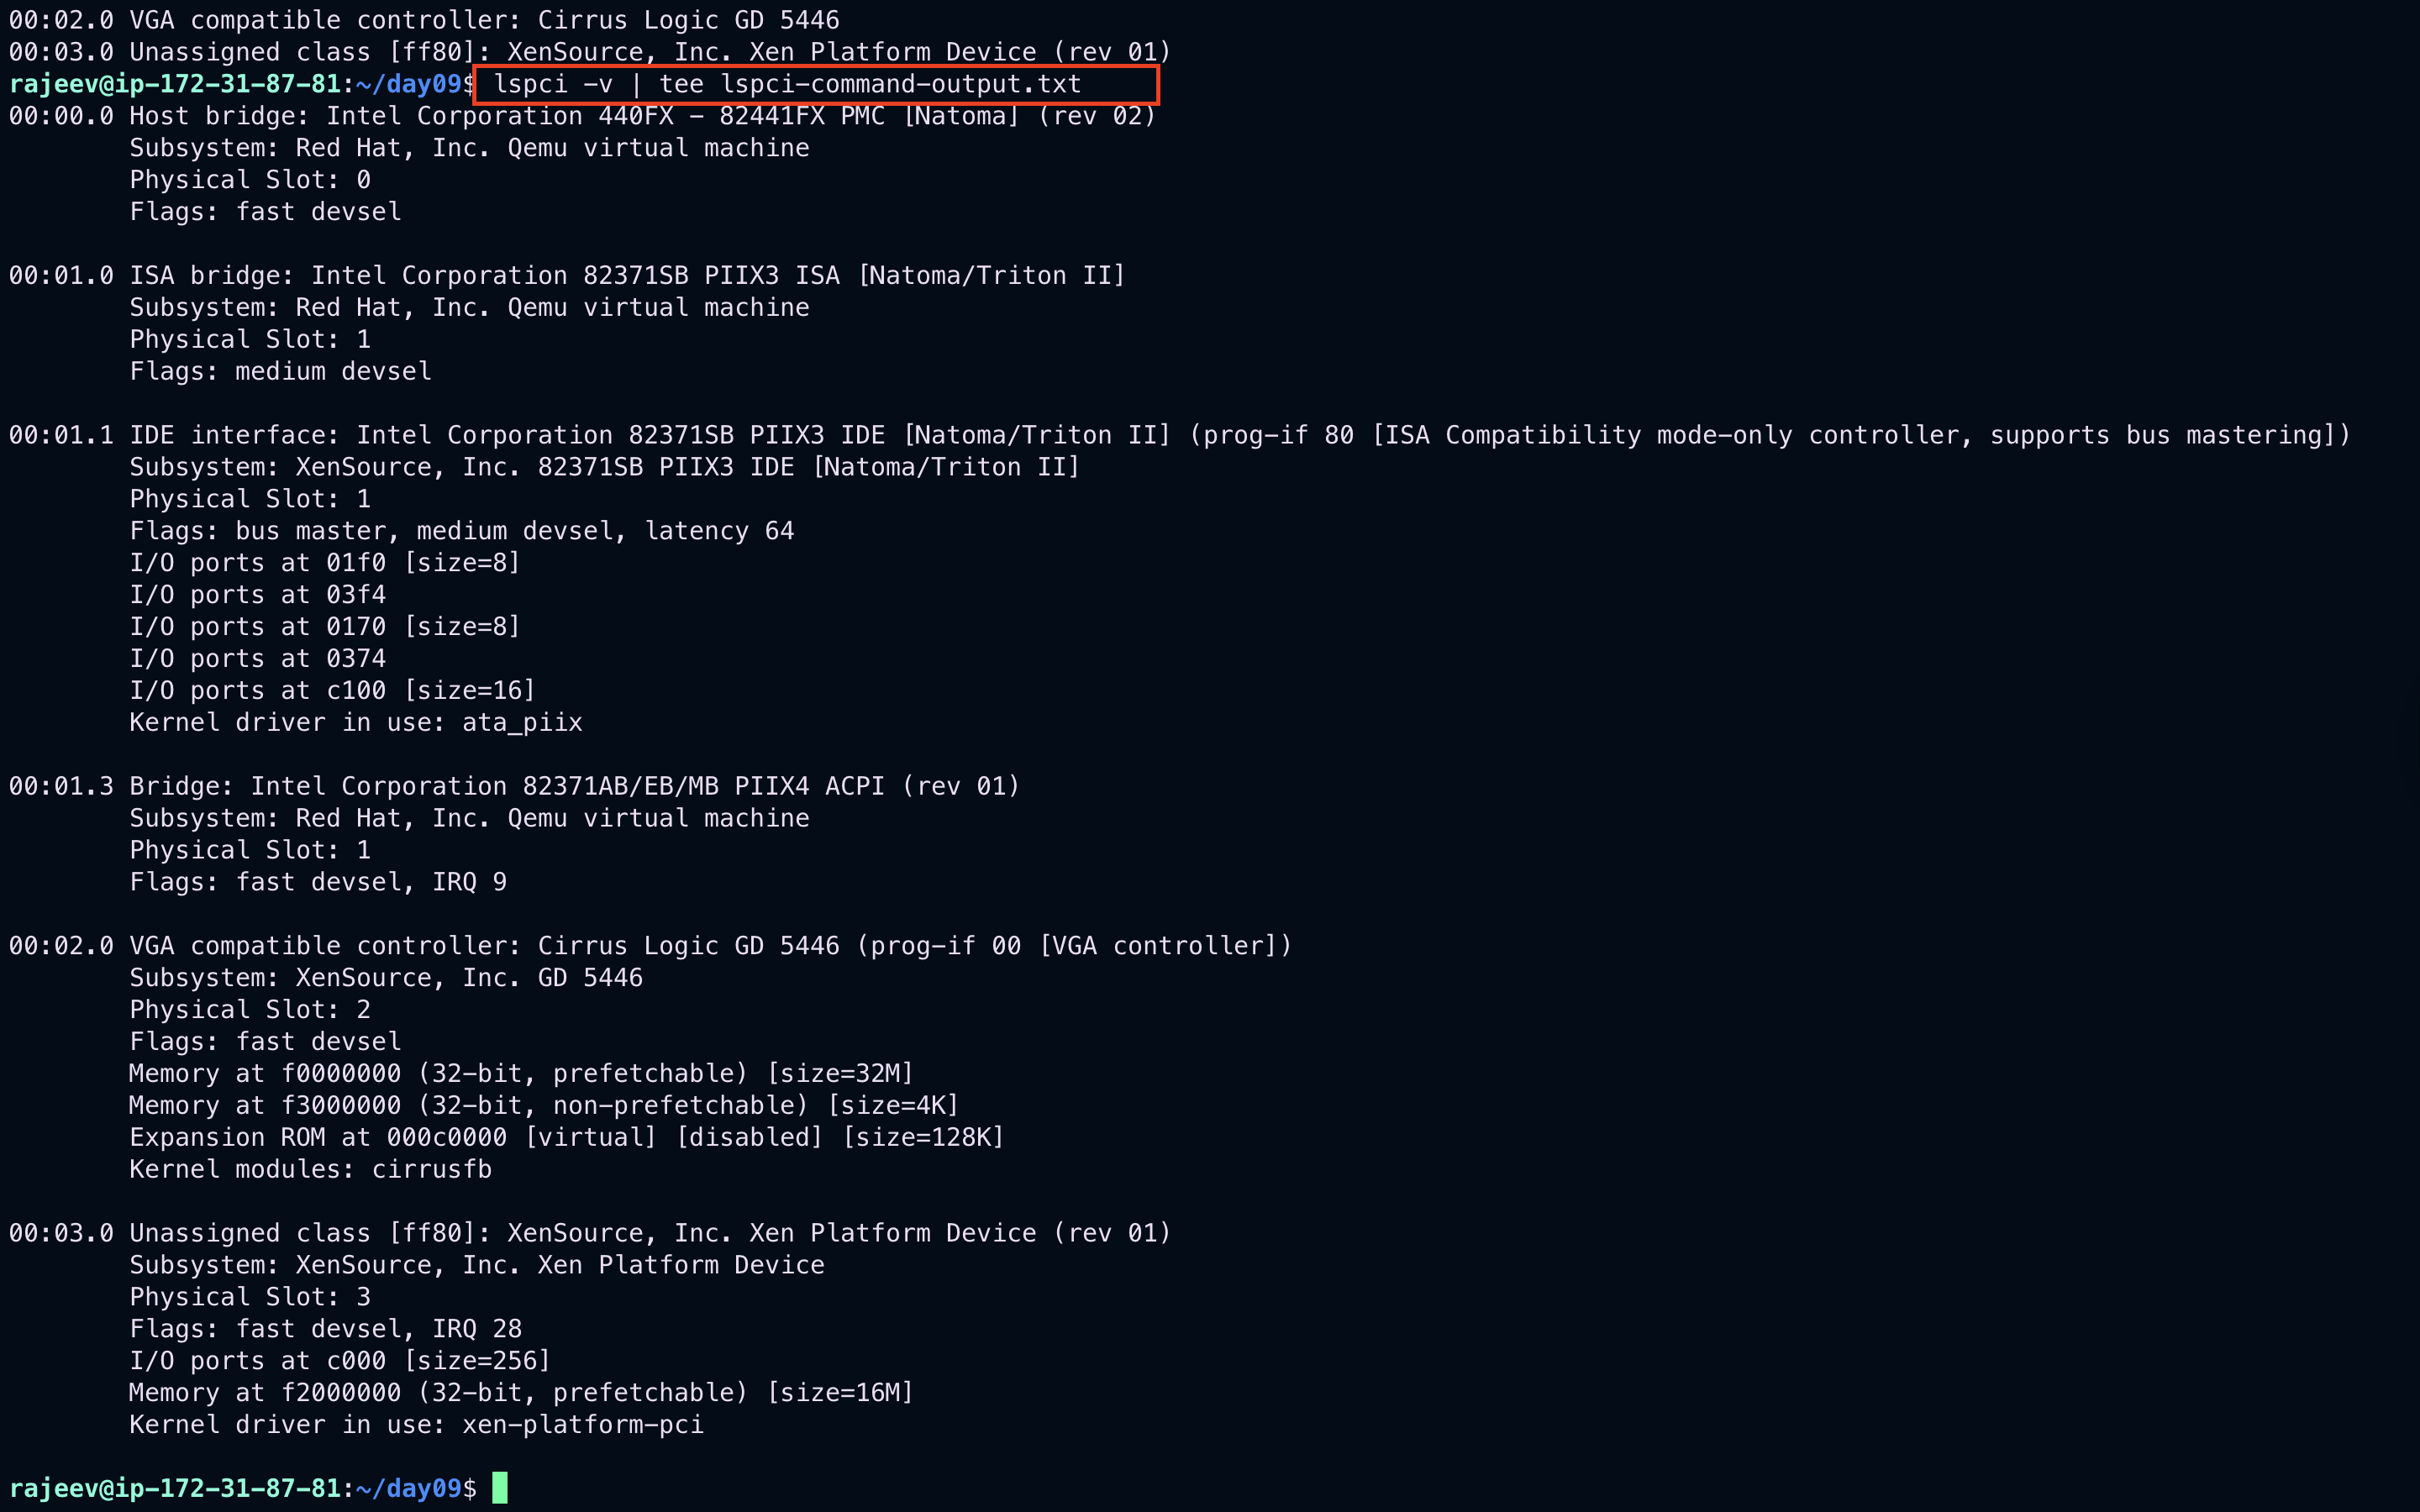 00:02.0 VGA compatible controller: Cirrus Logic GD 5446
00:03.0 Unassigned class [ff80]: XenSource, Inc. Xen Platform Device (rev 01)
rajeev@ip-172-31-87-81:~/day09$ lspci -v | tee lspci-command-output.txt
00:00.0 Host bridge: Intel Corporation 440FX - 82441FX PMC [Natoma] (rev 02)
        Subsystem: Red Hat, Inc. Qemu virtual machine
        Physical Slot: 0
        Flags: fast devsel

00:01.0 ISA bridge: Intel Corporation 82371SB PIIX3 ISA [Natoma/Triton II]
        Subsystem: Red Hat, Inc. Qemu virtual machine
        Physical Slot: 1
        Flags: medium devsel

00:01.1 IDE interface: Intel Corporation 82371SB PIIX3 IDE [Natoma/Triton II] (prog-if 80 [ISA Compatibility mode-only controller, supports bus mastering])
        Subsystem: XenSource, Inc. 82371SB PIIX3 IDE [Natoma/Triton II]
        Physical Slot: 1
        Flags: bus master, medium devsel, latency 64
        I/O ports at 01f0 [size=8]
        I/O ports at 03f4
        I/O ports at 0170 [size=8]
        I/O ports at 0374
        I/O ports at c100 [size=16]
        Kernel driver in use: ata_piix

00:01.3 Bridge: Intel Corporation 82371AB/EB/MB PIIX4 ACPI (rev 01)
        Subsystem: Red Hat, Inc. Qemu virtual machine
        Physical Slot: 1
        Flags: fast devsel, IRQ 9

00:02.0 VGA compatible controller: Cirrus Logic GD 5446 (prog-if 00 [VGA controller])
        Subsystem: XenSource, Inc. GD 5446
        Physical Slot: 2
        Flags: fast devsel
        Memory at f0000000 (32-bit, prefetchable) [size=32M]
        Memory at f3000000 (32-bit, non-prefetchable) [size=4K]
        Expansion ROM at 000c0000 [virtual] [disabled] [size=128K]
        Kernel modules: cirrusfb

00:03.0 Unassigned class [ff80]: XenSource, Inc. Xen Platform Device (rev 01)
        Subsystem: XenSource, Inc. Xen Platform Device
        Physical Slot: 3
        Flags: fast devsel, IRQ 28
        I/O ports at c000 [size=256]
        Memory at f2000000 (32-bit, prefetchable) [size=16M]
        Kernel driver in use: xen-platform-pci

rajeev@ip-172-31-87-81:~/day09$